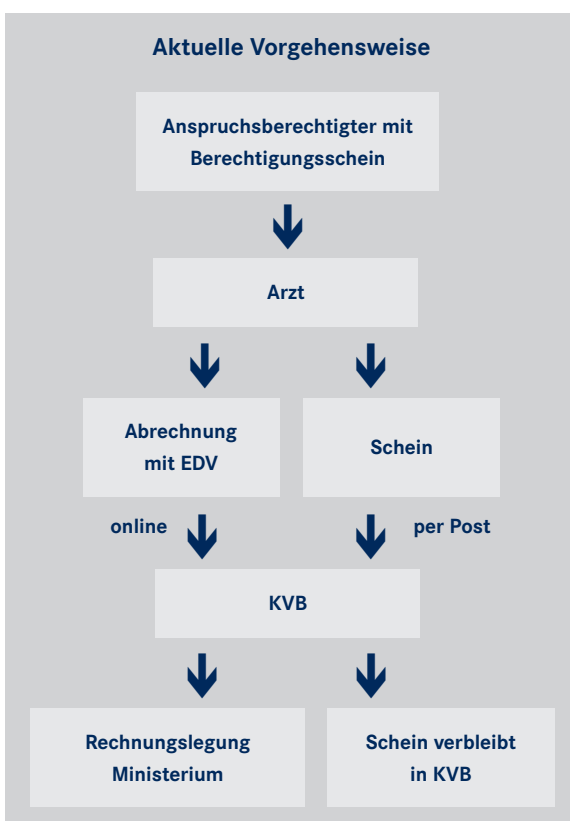 Aktuelle Vorgehensweise
Anspruchsberechtigter mit
Berechtigungsschein
Arzt
Abrechnung
mit EDV
Schein
online
per Post
KVB
Rechnungslegung
Ministerium
Schein verbleibt
in KVB